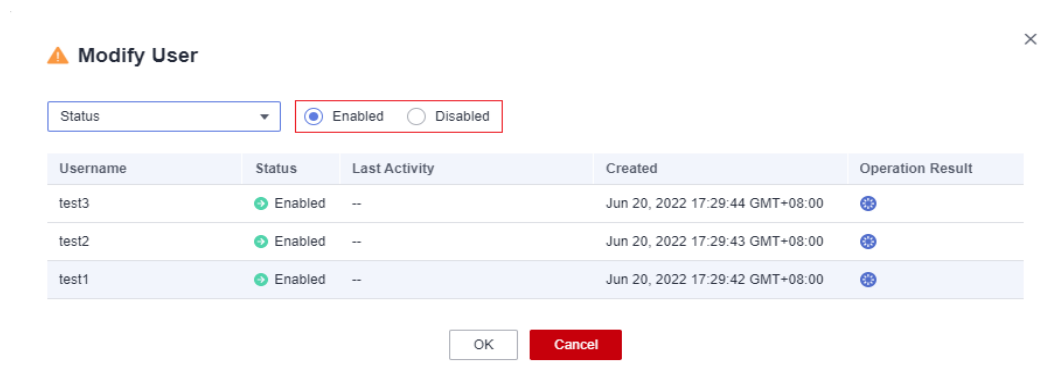 Modify User
Status Enabled Disabled
Username Status Last Activity Created Operation Result
test3 Enabled -- Jun 20, 2022 17:29:44 GMT+08:00
test2 Enabled -- Jun 20, 2022 17:29:43 GMT+08:00
test1 Enabled -- Jun 20, 2022 17:29:42 GMT+08:00
OK Cancel